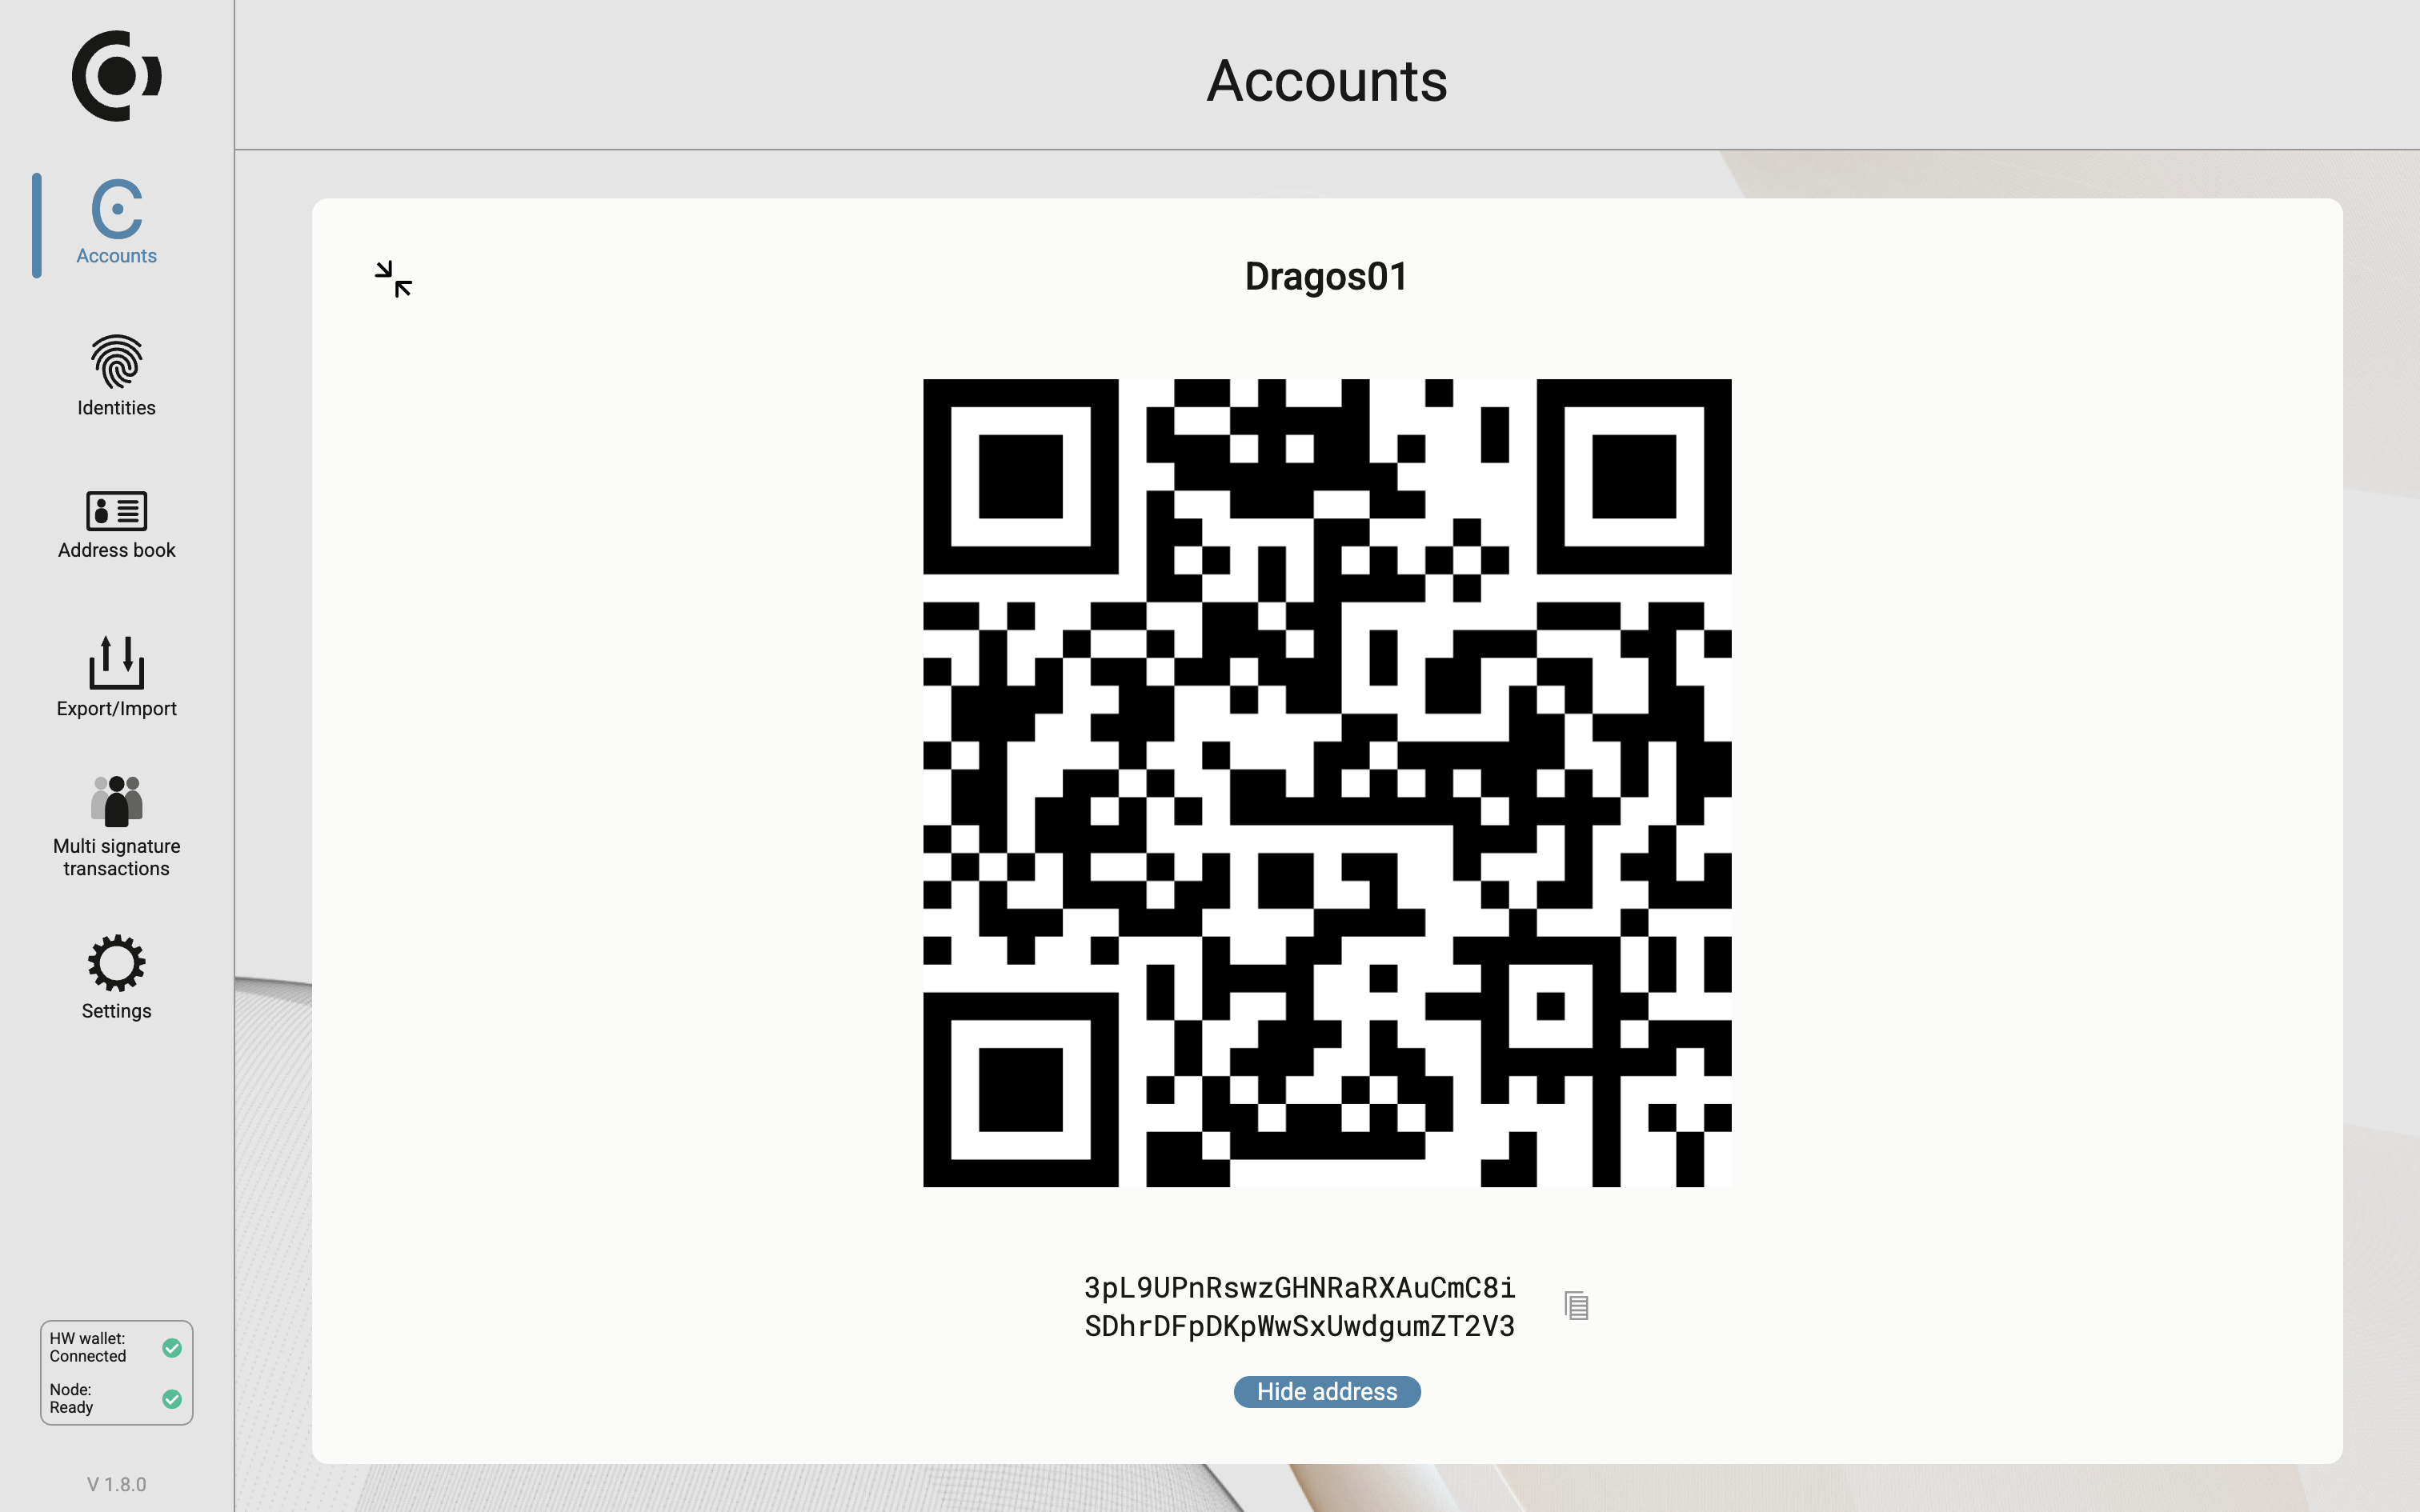 Accounts
Accounts
Identities
Address book
Export/Import
Multi signature
transactions
Settings
HW wallet:
Connected
Node:
Ready
V 1.8.0
Dragos01
3pL9UPnRswzGHNRaRXAuCmC8i
SDhrDFpDKpWwSxUwdgumZT2V3
Hide address